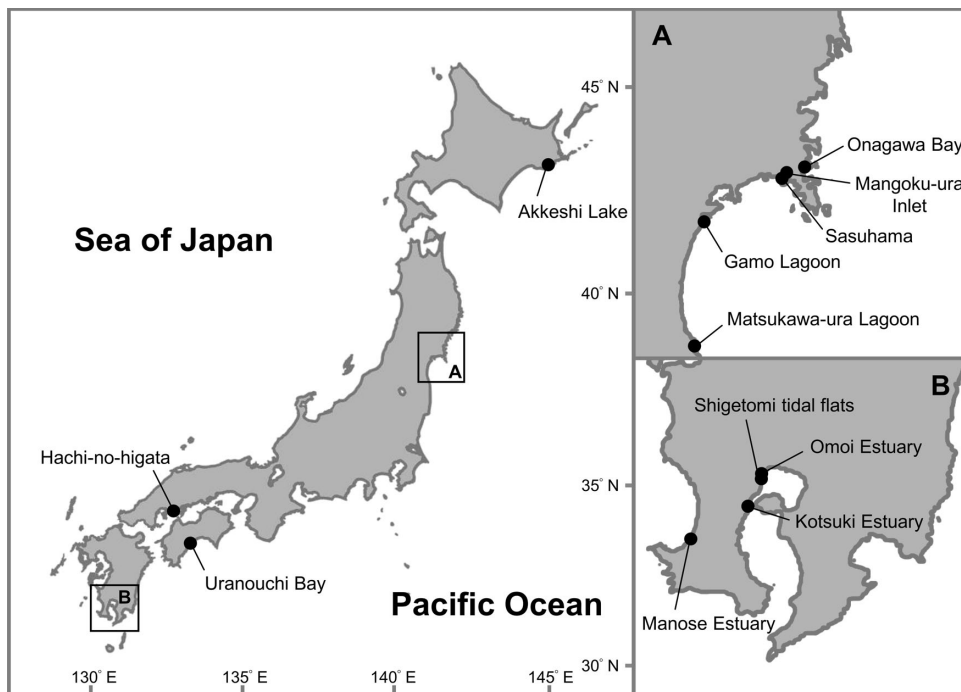 Sea of Japan
Akkeshi Lake
A
Hachi-no-higata
Uranouchi Bay
B
Pacific Ocean
130° E
135° E
140° E
145° E
45° N
40° N
35° N
30° N
A
Onagawa Bay
Mangoku-ura
Inlet
Sasuhama
Gamo Lagoon
Matsukawa-ura Lagoon
B
Shigetomi tidal flats
Omoi Estuary
Kotsuki Estuary
Manose Estuary